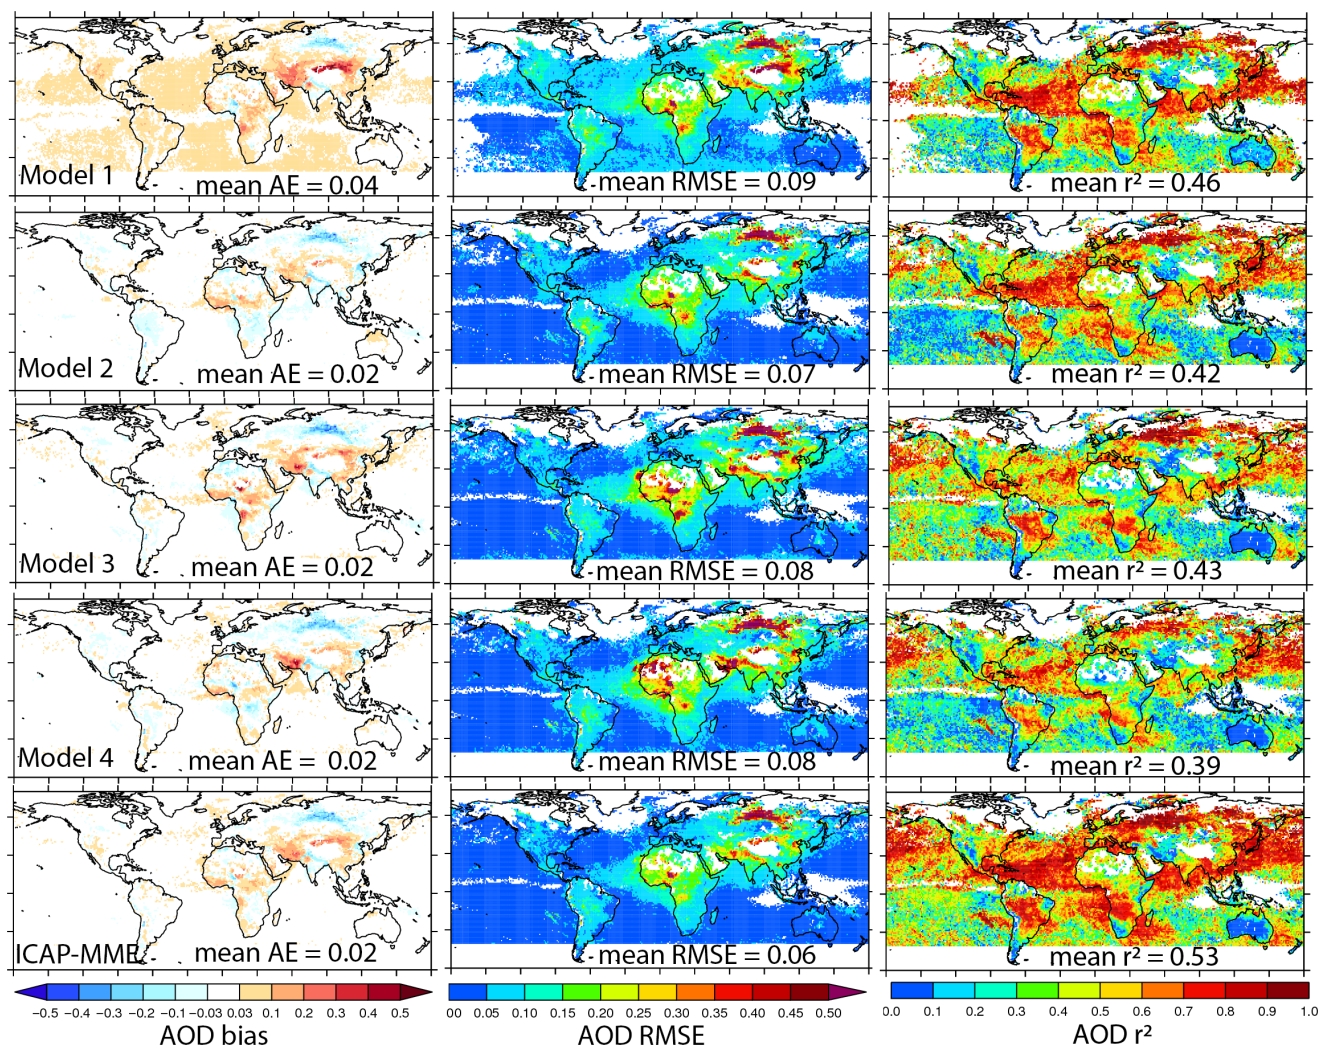 Model 1
mean AE = 0.04
mean RMSE = 0.09
mean r² = 0.46
Model 2
mean AE = 0.02
mean RMSE = 0.07
mean r² = 0.42
Model 3
mean AE = 0.02
mean RMSE = 0.08
mean r² = 0.43
Model 4
mean AE = 0.02
mean RMSE = 0.08
mean r² = 0.39
ICAP-MME
mean AE = 0.02
mean RMSE = 0.06
mean r² = 0.53
−0.5 −0.4 −0.3 −0.2 −0.1 −0.03 0.03 0.1 0.2 0.3 0.4 0.5
00 0.05 0.10 0.15 0.20 0.25 0.30 0.35 0.40 0.45 0.50
0.0 0.1 0.2 0.3 0.4 0.5 0.6 0.7 0.8 0.9 1.0
AOD bias
AOD RMSE
AOD r²